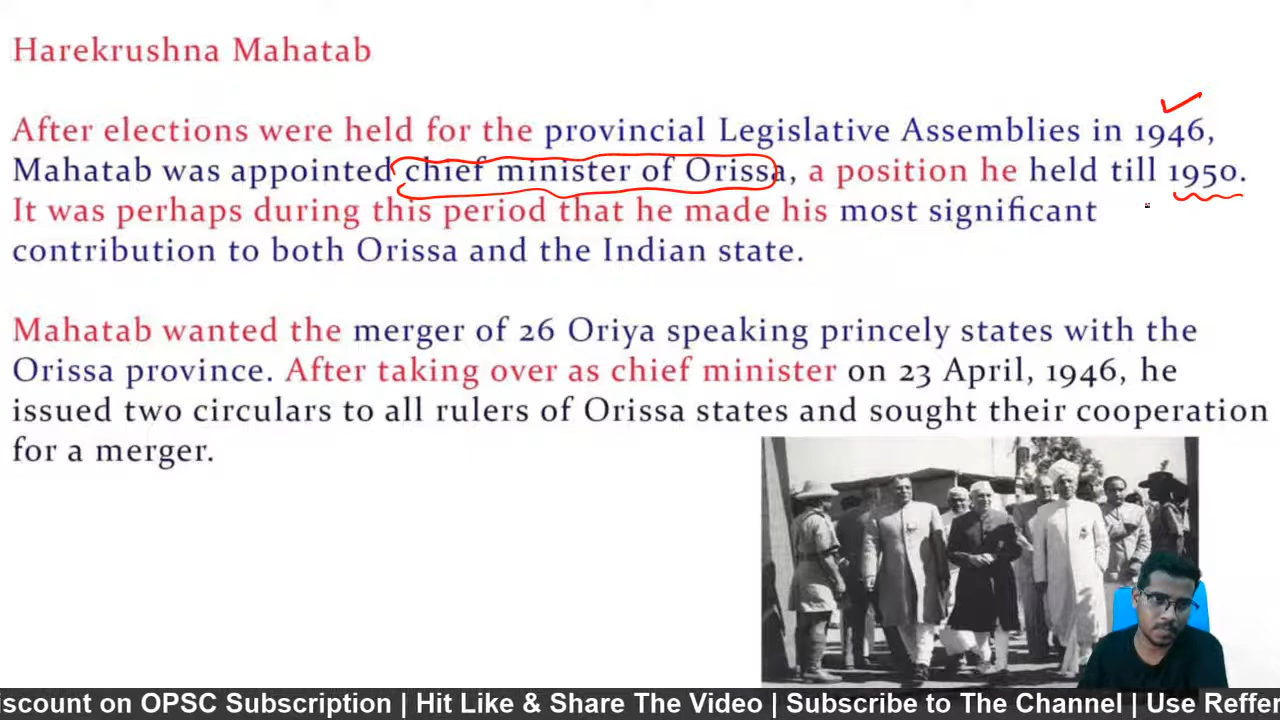 Harekrushna Mahatab
After elections were held for the provincial Legislative Assemblies in 1946,
Mahatab was appointed chief minister of Orissa, a position he held till 1950.
It was perhaps during this period that he made his most significant
contribution to both Orissa and the Indian state.
Mahatab wanted the merger of 26 Oriya speaking princely states with the
Orissa province. After taking over as chief minister on 23 April, 1946, he
issued two circulars to all rulers of Orissa states and sought their cooperation
for a merger.
iscount on OPSC Subscription | Hit Like & Share The Video | Subscribe to The Channel | Use Reffer